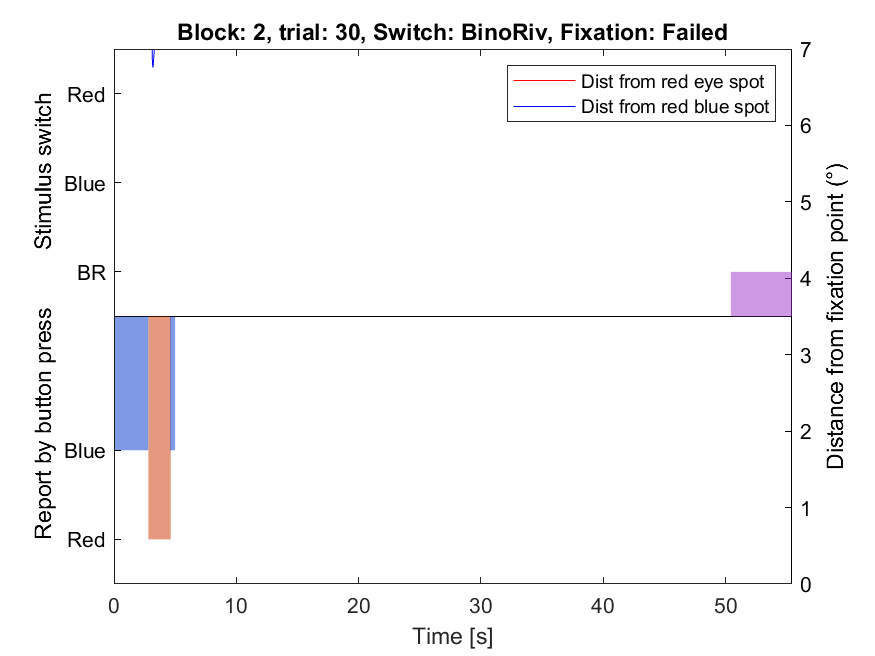 Block: 2, trial: 30, Switch: BinoRiv, Fixation: Failed
Dist from red eye spot
Dist from red blue spot
Stimulus switch
Red
Blue
BR
Report by button press
Blue
Red
7
6
5
4
3
2
1
0
Distance from fixation point (°)
0 10 20 30 40 50
Time [s]